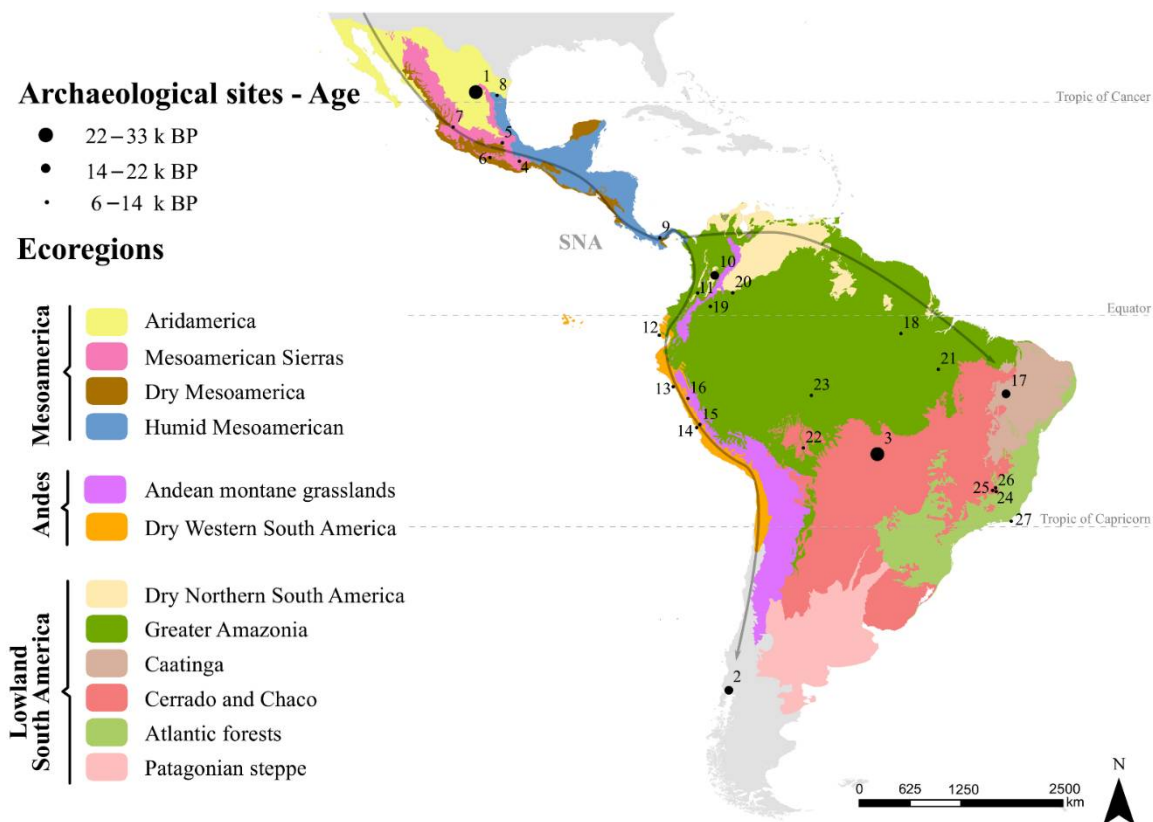 Archaeological sites - Age
22–33 k BP
14–22 k BP
6–14 k BP
Ecoregions
Mesoamerica
Aridamerica
Mesoamerican Sierras
Dry Mesoamerica
Humid Mesoamerican
Andes
Andean montane grasslands
Dry Western South America
Lowland
South America
Dry Northern South America
Greater Amazonia
Caatinga
Cerrado and Chaco
Atlantic forests
Patagonian steppe
1
8
Tropic of Cancer
7
5
6
4
9
SNA
10
11
20
19
Equator
12
18
21
13
16
23
17
15
14
22
3
26
25
24
27
Tropic of Capricorn
2
N
0 625 1250 2500
km